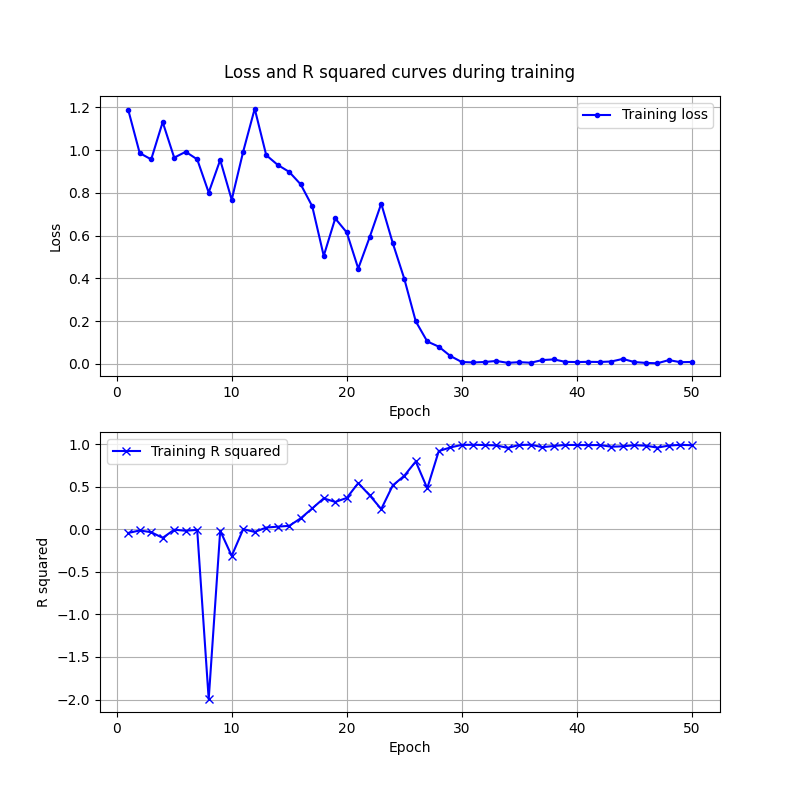 Loss and R squared curves during training
1.2
1.0
0.8
0.6
0.4
0.2
0.0
Loss
Training loss
0 10 20 30 40 50
Epoch
1.0
0.5
0.0
−0.5
−1.0
−1.5
−2.0
R squared
Training R squared
0 10 20 30 40 50
Epoch